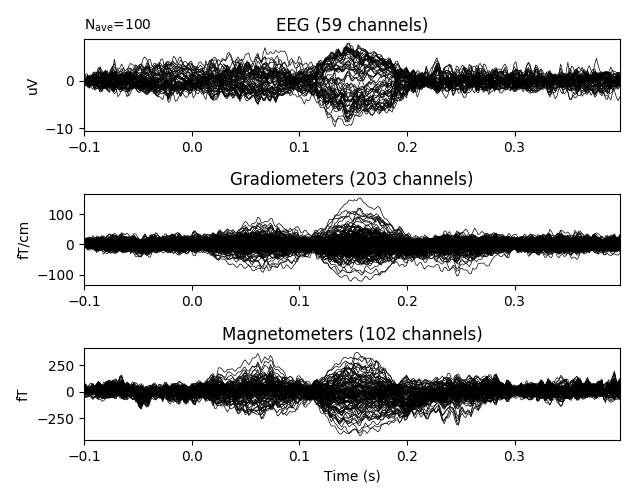 N_ave=100
EEG (59 channels)
0
−10
uV
−0.1 0.0 0.1 0.2 0.3
Gradiometers (203 channels)
100
0
−100
fT/cm
−0.1 0.0 0.1 0.2 0.3
Magnetometers (102 channels)
250
0
−250
fT
−0.1 0.0 0.1 0.2 0.3
Time (s)